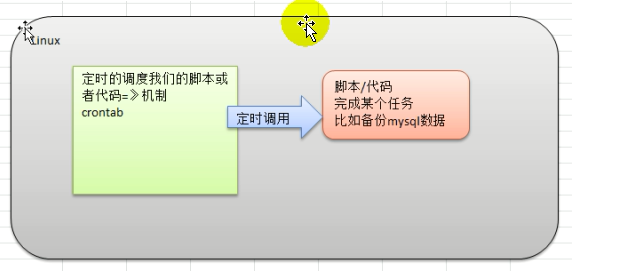 Linux
定时的调度我们的脚本或
者代码=》机制
crontab
定时调用
脚本/代码
完成某个任务
比如备份mysql数据